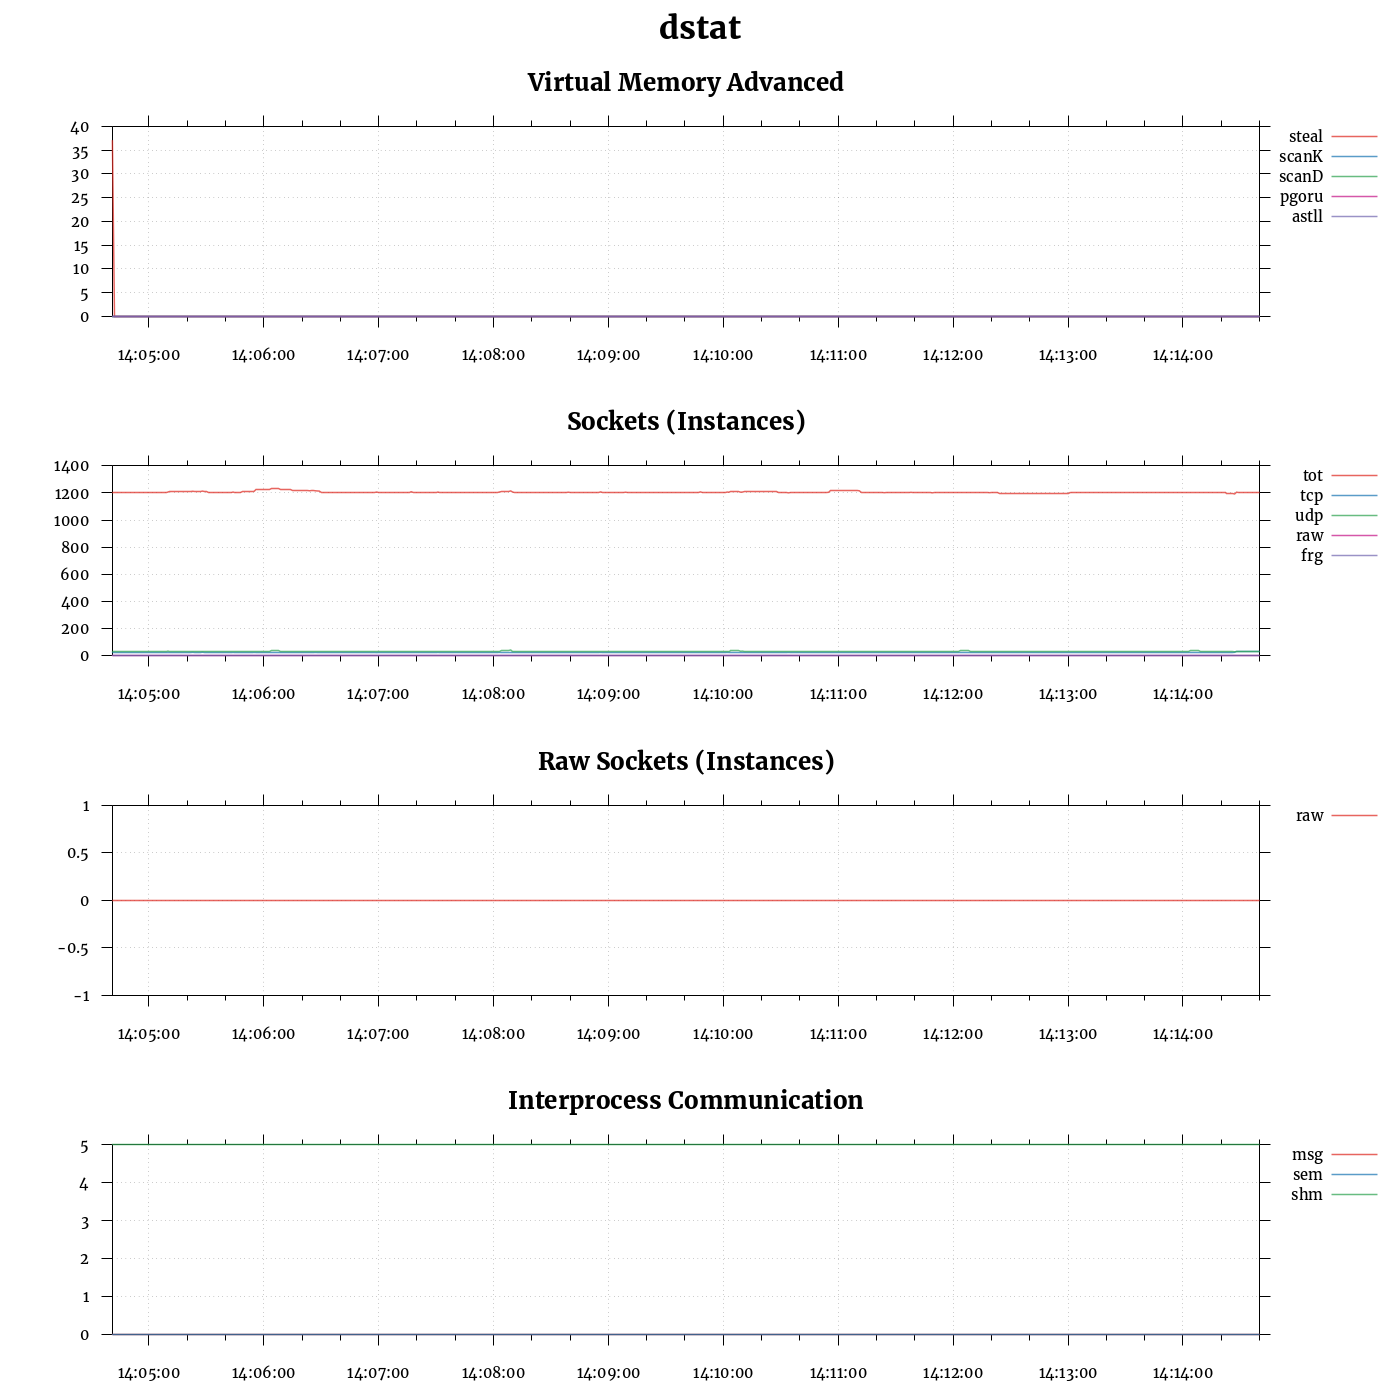 dstat
Virtual Memory Advanced
40
35
30
25
20
15
10
5
0
14:05:00 14:06:00 14:07:00 14:08:00 14:09:00 14:10:00 14:11:00 14:12:00 14:13:00 14:14:00
steal
scanK
scanD
pgoru
astll
Sockets (Instances)
1400
1200
1000
800
600
400
200
0
14:05:00 14:06:00 14:07:00 14:08:00 14:09:00 14:10:00 14:11:00 14:12:00 14:13:00 14:14:00
tot
tcp
udp
raw
frg
Raw Sockets (Instances)
1
0.5
0
-0.5
-1
14:05:00 14:06:00 14:07:00 14:08:00 14:09:00 14:10:00 14:11:00 14:12:00 14:13:00 14:14:00
raw
Interprocess Communication
5
4
3
2
1
0
14:05:00 14:06:00 14:07:00 14:08:00 14:09:00 14:10:00 14:11:00 14:12:00 14:13:00 14:14:00
msg
sem
shm